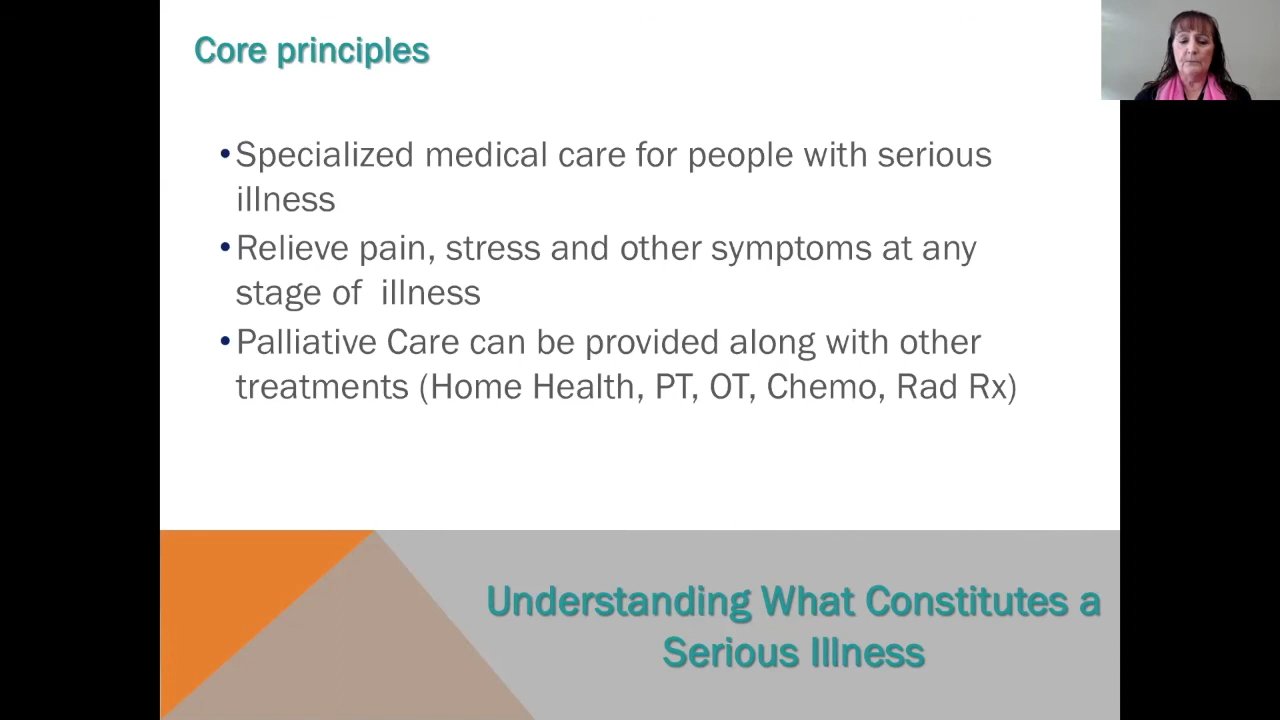 Core principles
•Specialized medical care for people with serious
illness
•Relieve pain, stress and other symptoms at any
stage of  illness
•Palliative Care can be provided along with other
treatments (Home Health, PT, OT, Chemo, Rad Rx)
Understanding What Constitutes a
Serious Illness